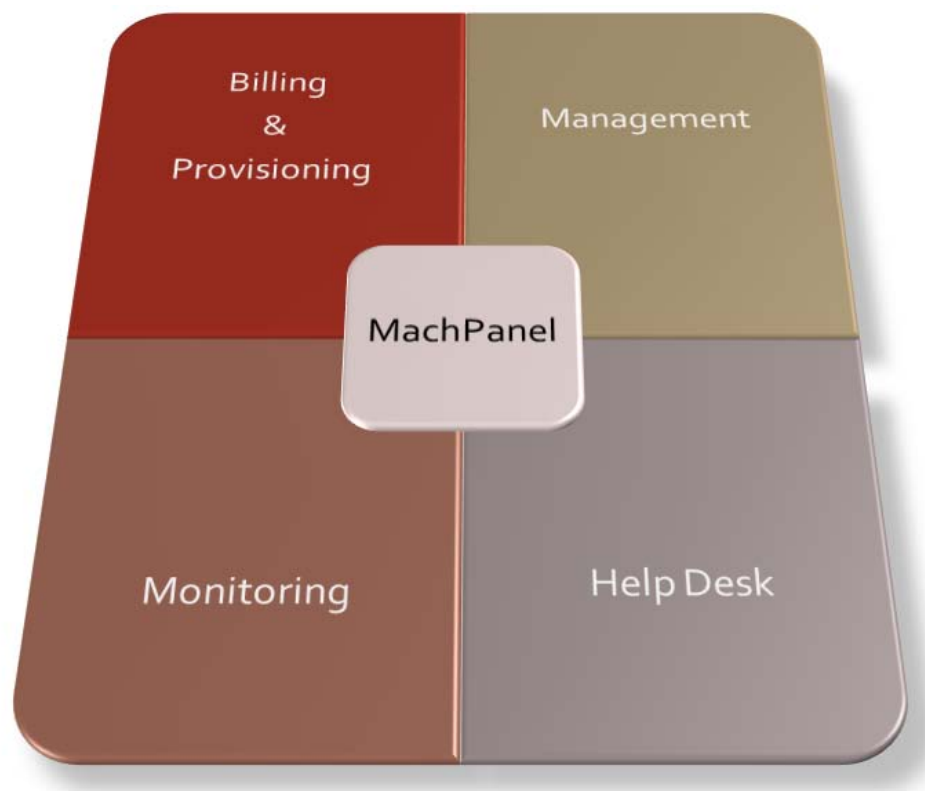 Billing
&
Provisioning
Management
MachPanel
Monitoring
Help Desk